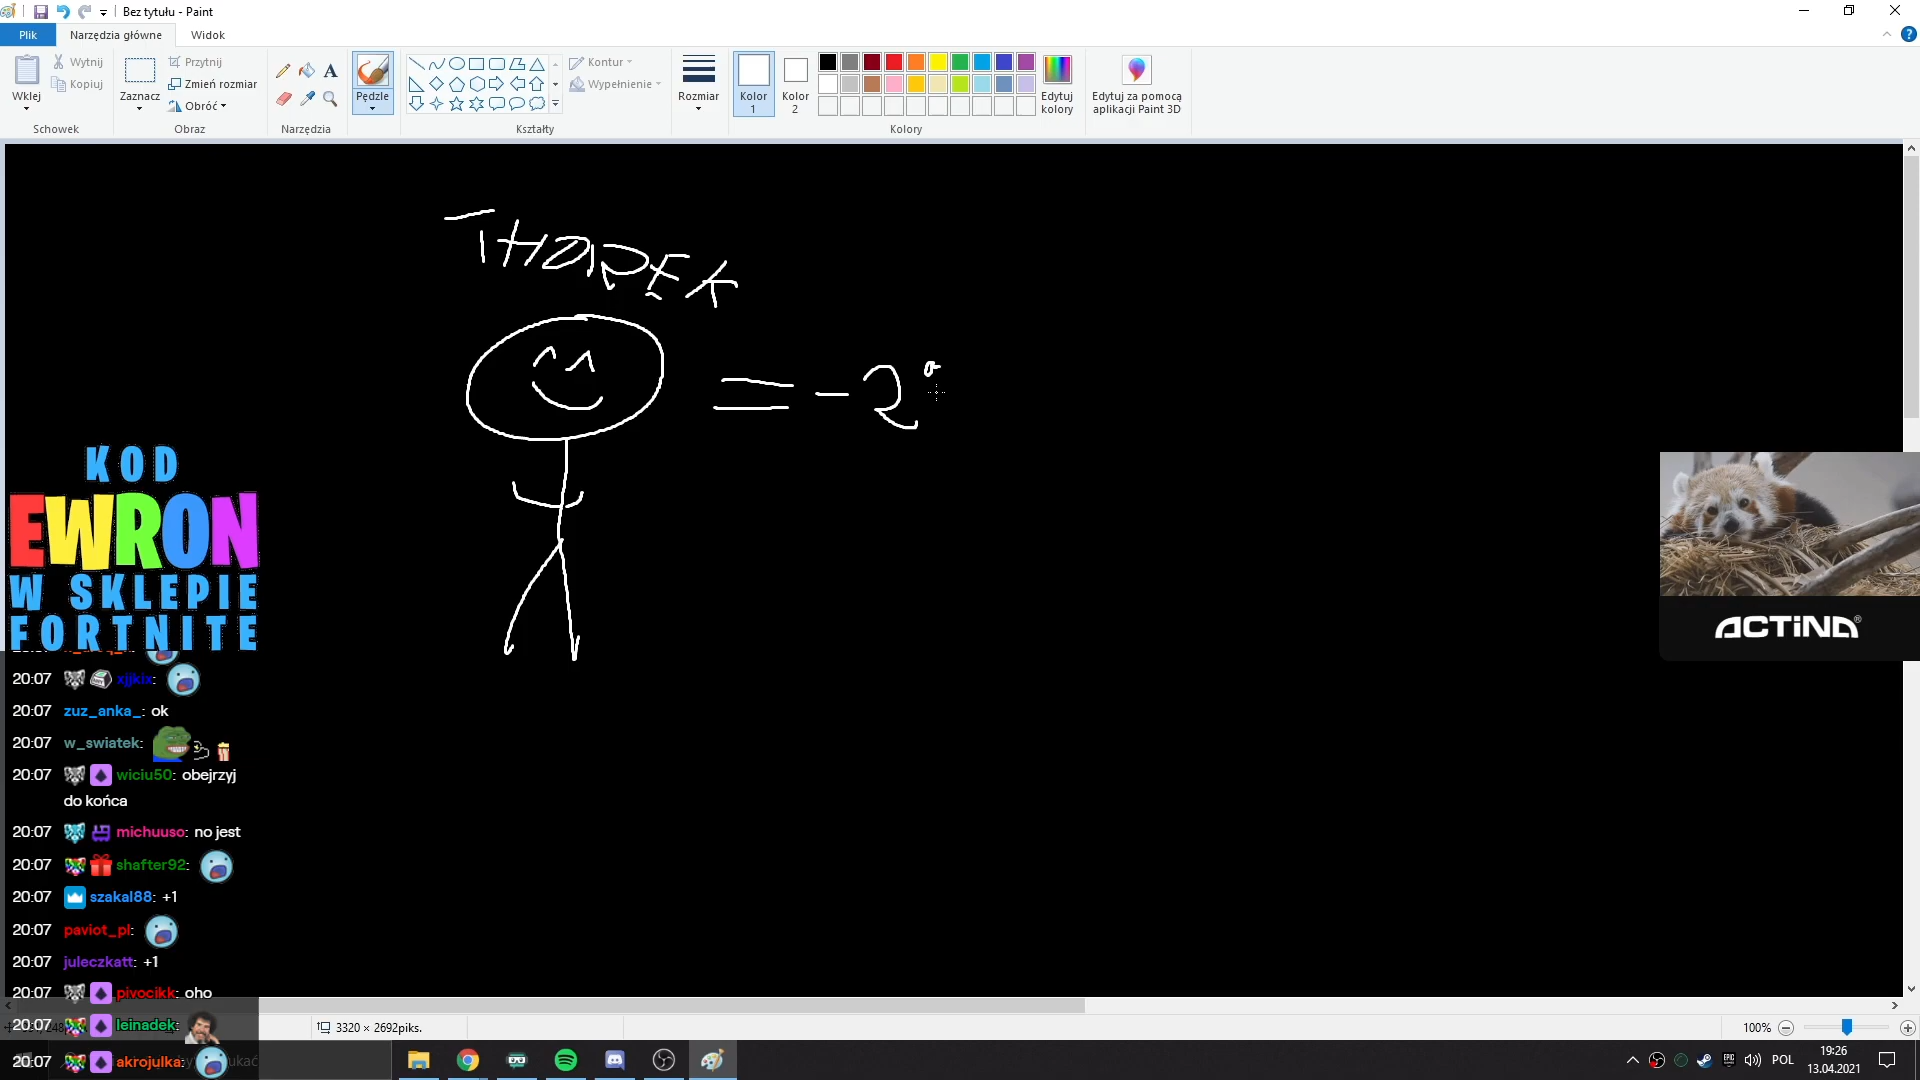 Bez tytułu - Paint
Plik Narzędzia główne Widok
Wklej
Wytnij
Kopiuj
Schowek
Zaznacz
Przytnij
Zmień rozmiar
Obróć
Obraz
Narzędzia
Pędzle
Kontur
Wypełnienie
Kształty
Rozmiar
Kolor 1
Kolor 2
Edytuj kolory
Kolory
Edytuj za pomocą aplikacji Paint 3D
THOREK
= -2°
KOD
EWRON
W SKLEPIE
FORTNITE
ACTINA®
20:07 xjjkix:
20:07 zuz_anka_: ok
20:07 w_swiatek:
20:07 wiciu50: obejrzyj
do końca
20:07 michuuso: no jest
20:07 shafter92:
20:07 szakal88: +1
20:07 paviot_pl:
20:07 juleczkatt: +1
20:07 pivocikk: oho
20:07 leinadek:
20:07 akrojulka:
3320 × 2692piks.
100%
POL
19:26
13.04.2021